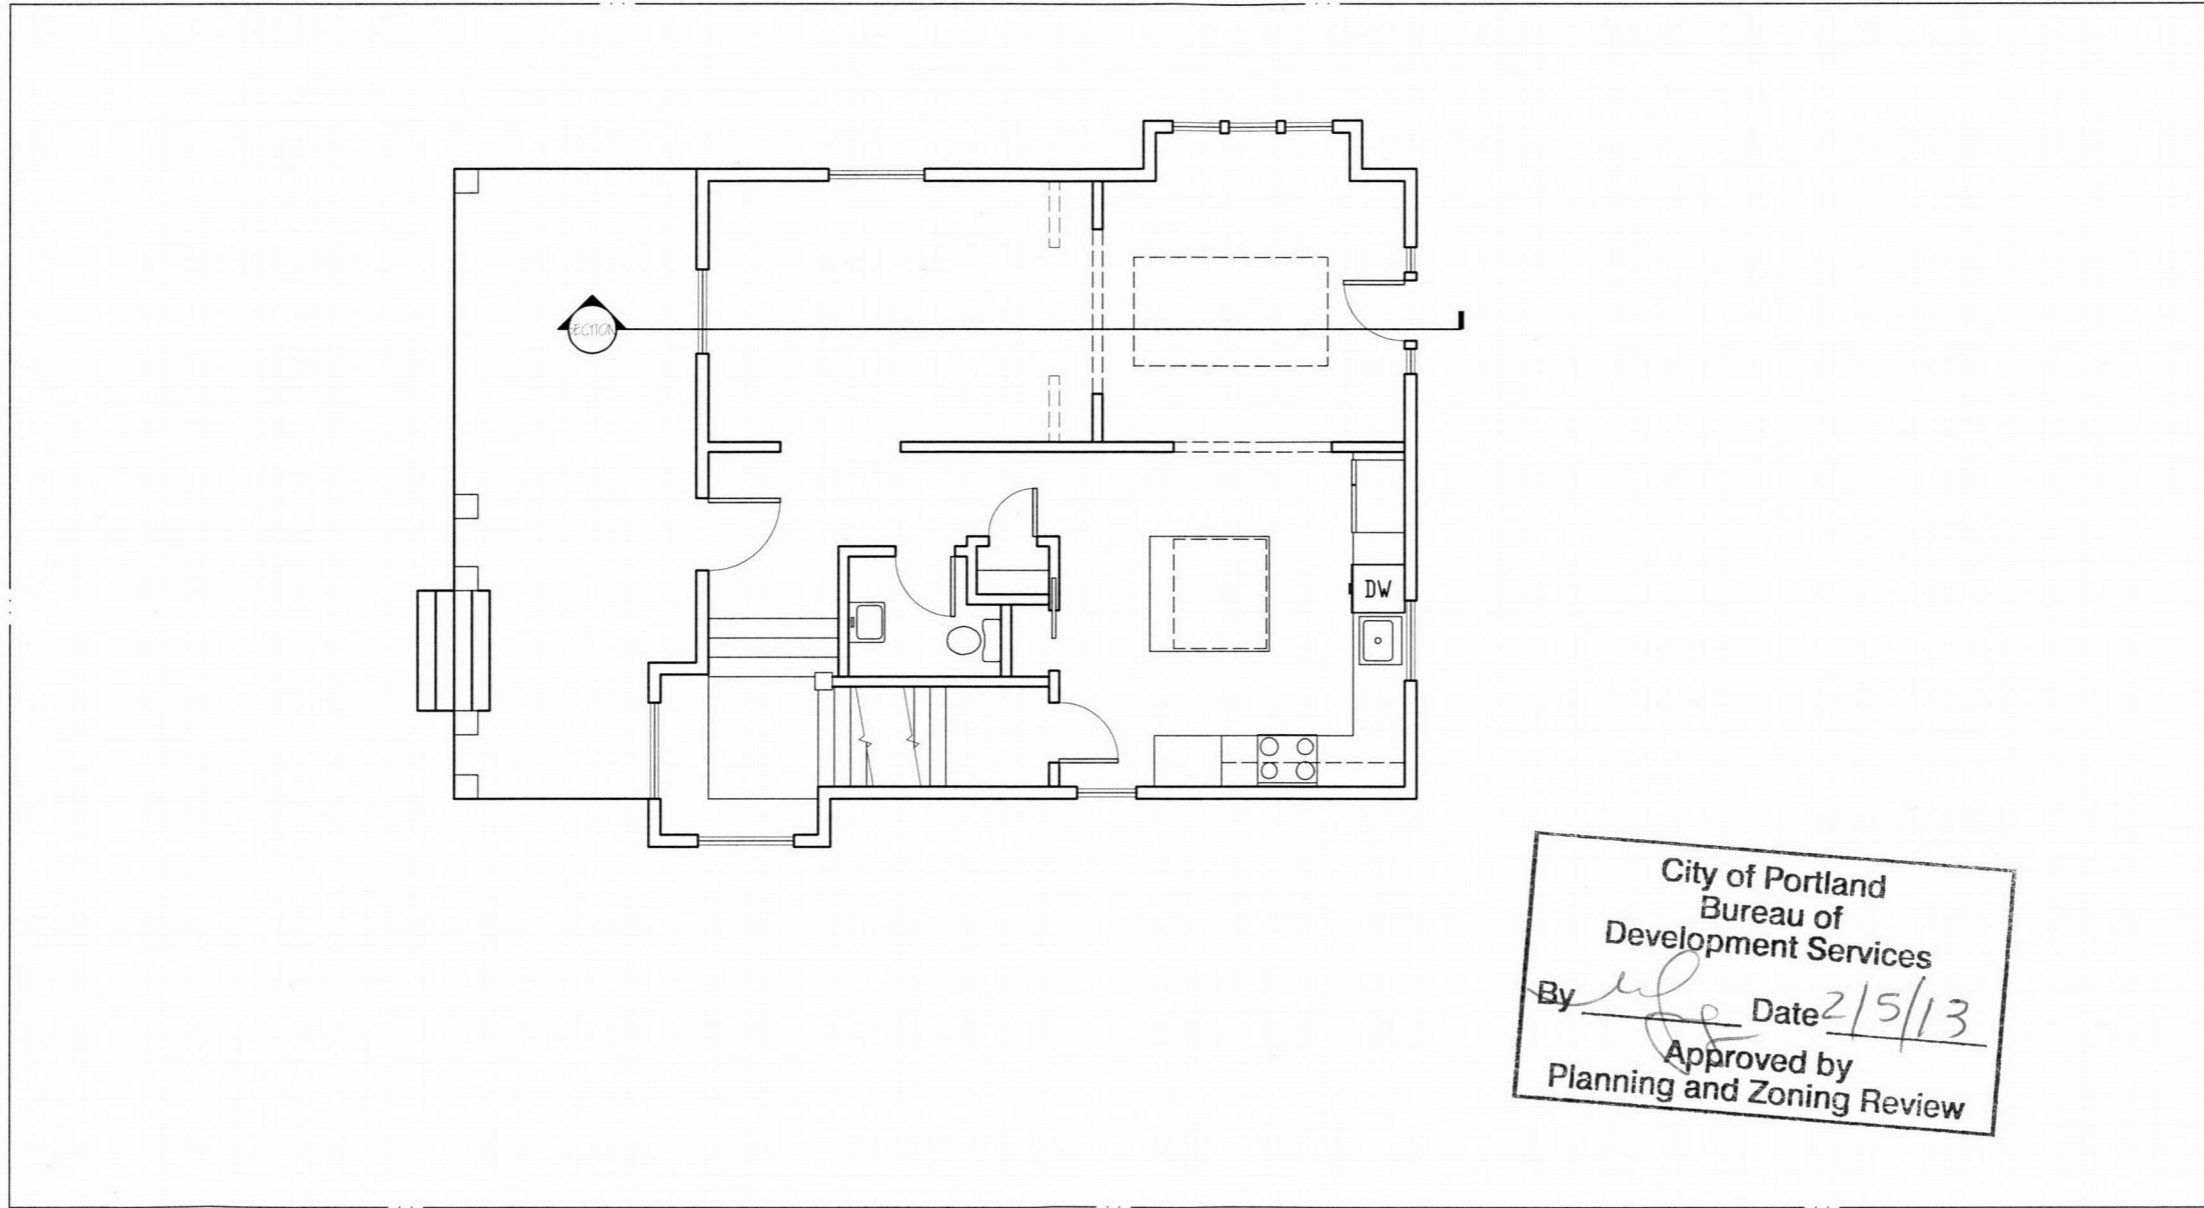 ECTION
DW
City of Portland
Bureau of
Development Services
By Date 2/5/13
Approved by
Planning and Zoning Review